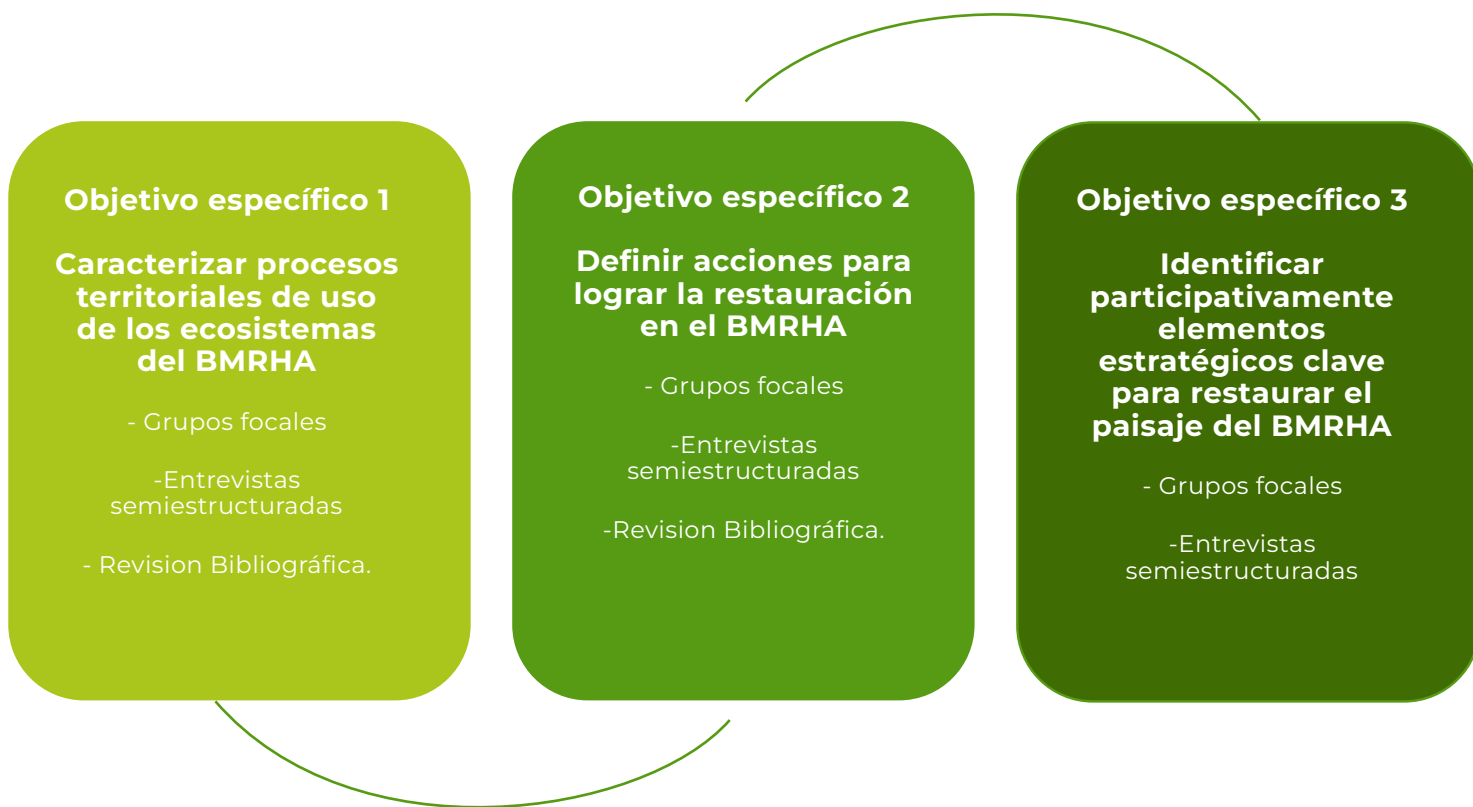 Objetivo específico 1
Caracterizar procesos
territoriales de uso
de los ecosistemas
del BMRHA
- Grupos focales
-Entrevistas
semiestructuradas
- Revision Bibliográfica.
Objetivo específico 2
Definir acciones para
lograr la restauración
en el BMRHA
- Grupos focales
-Entrevistas
semiestructuradas
-Revision Bibliográfica.
Objetivo específico 3
Identificar
participativamente
elementos
estratégicos clave
para restaurar el
paisaje del BMRHA
- Grupos focales
-Entrevistas
semiestructuradas